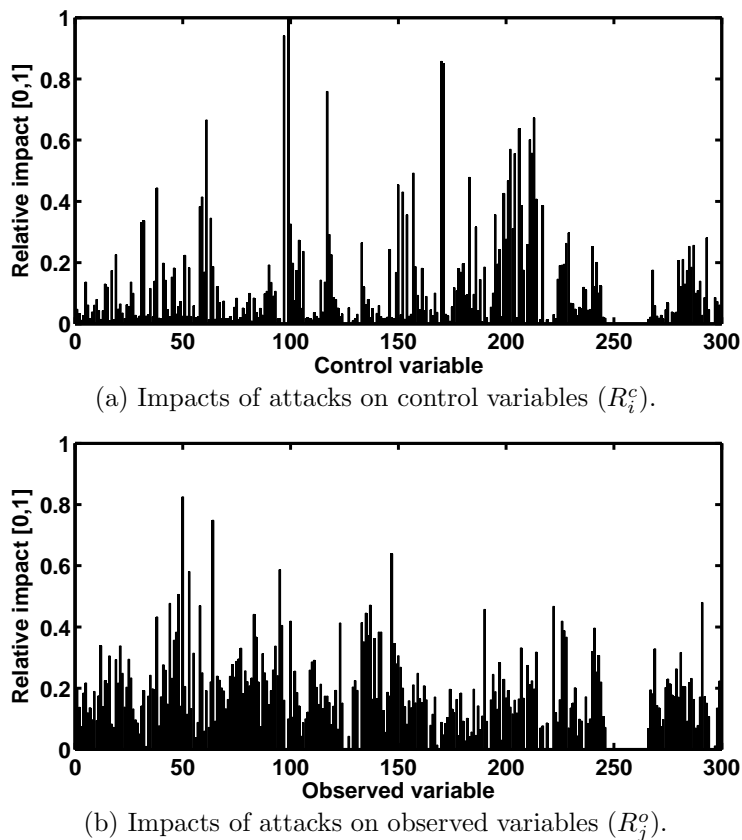 1
0.8
0.6
0.4
0.2
0
Relative impact [0,1]
0 50 100 150 200 250 300
Control variable
(a) Impacts of attacks on control variables (R_i^c).
1
0.8
0.6
0.4
0.2
0
Relative impact [0,1]
0 50 100 150 200 250 300
Observed variable
(b) Impacts of attacks on observed variables (R_j^o).